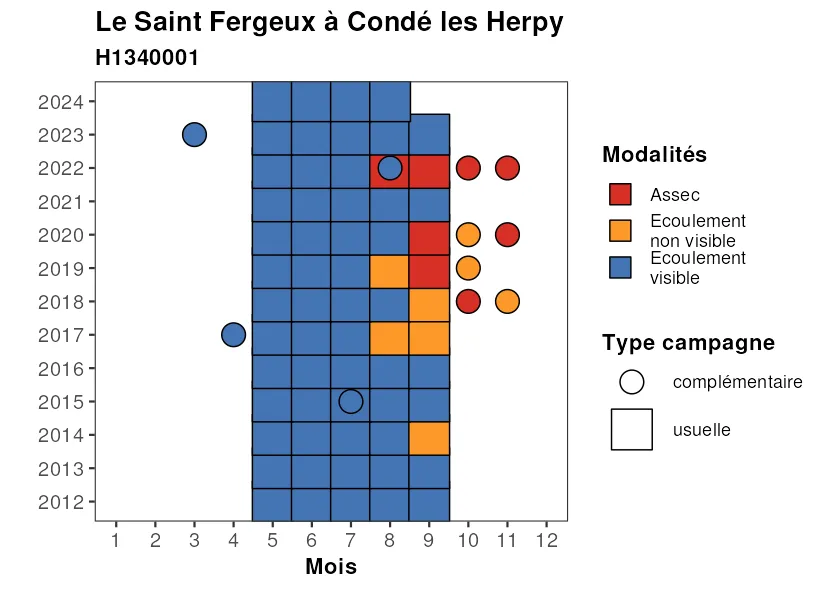 Le Saint Fergeux à Condé les Herpy
H1340001
2024
2023
2022
2021
2020
2019
2018
2017
2016
2015
2014
2013
2012
1 2 3 4 5 6 7 8 9 10 11 12
Mois
Modalités
Assec
Ecoulement
non visible
Ecoulement
visible
Type campagne
complémentaire
usuelle